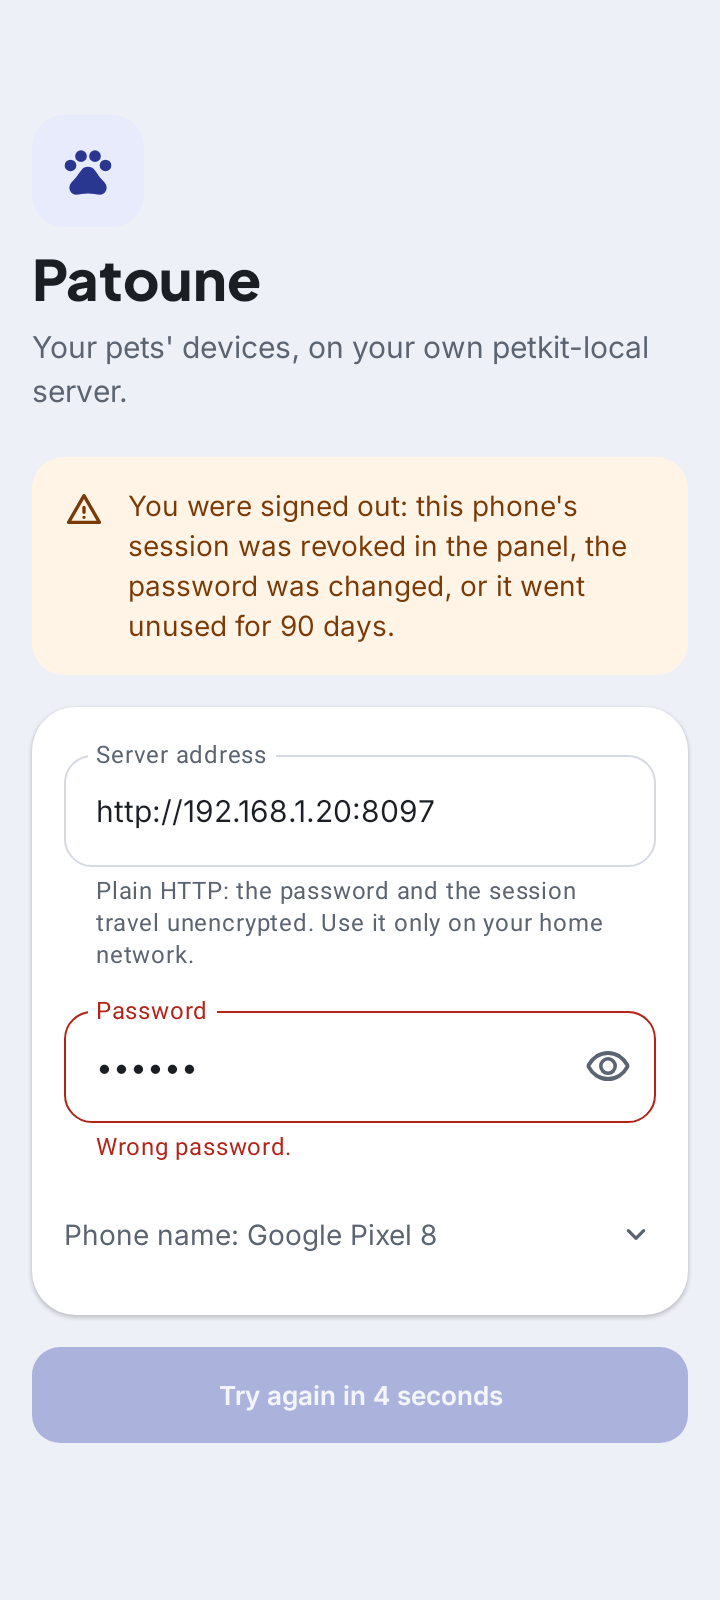 Patoune
Your pets' devices, on your own petkit-local
server.
You were signed out: this phone's
session was revoked in the panel, the
password was changed, or it went
unused for 90 days.
Server address
http://192.168.1.20:8097
Plain HTTP: the password and the session
travel unencrypted. Use it only on your home
network.
Password
••••••
Wrong password.
Phone name: Google Pixel 8
Try again in 4 seconds